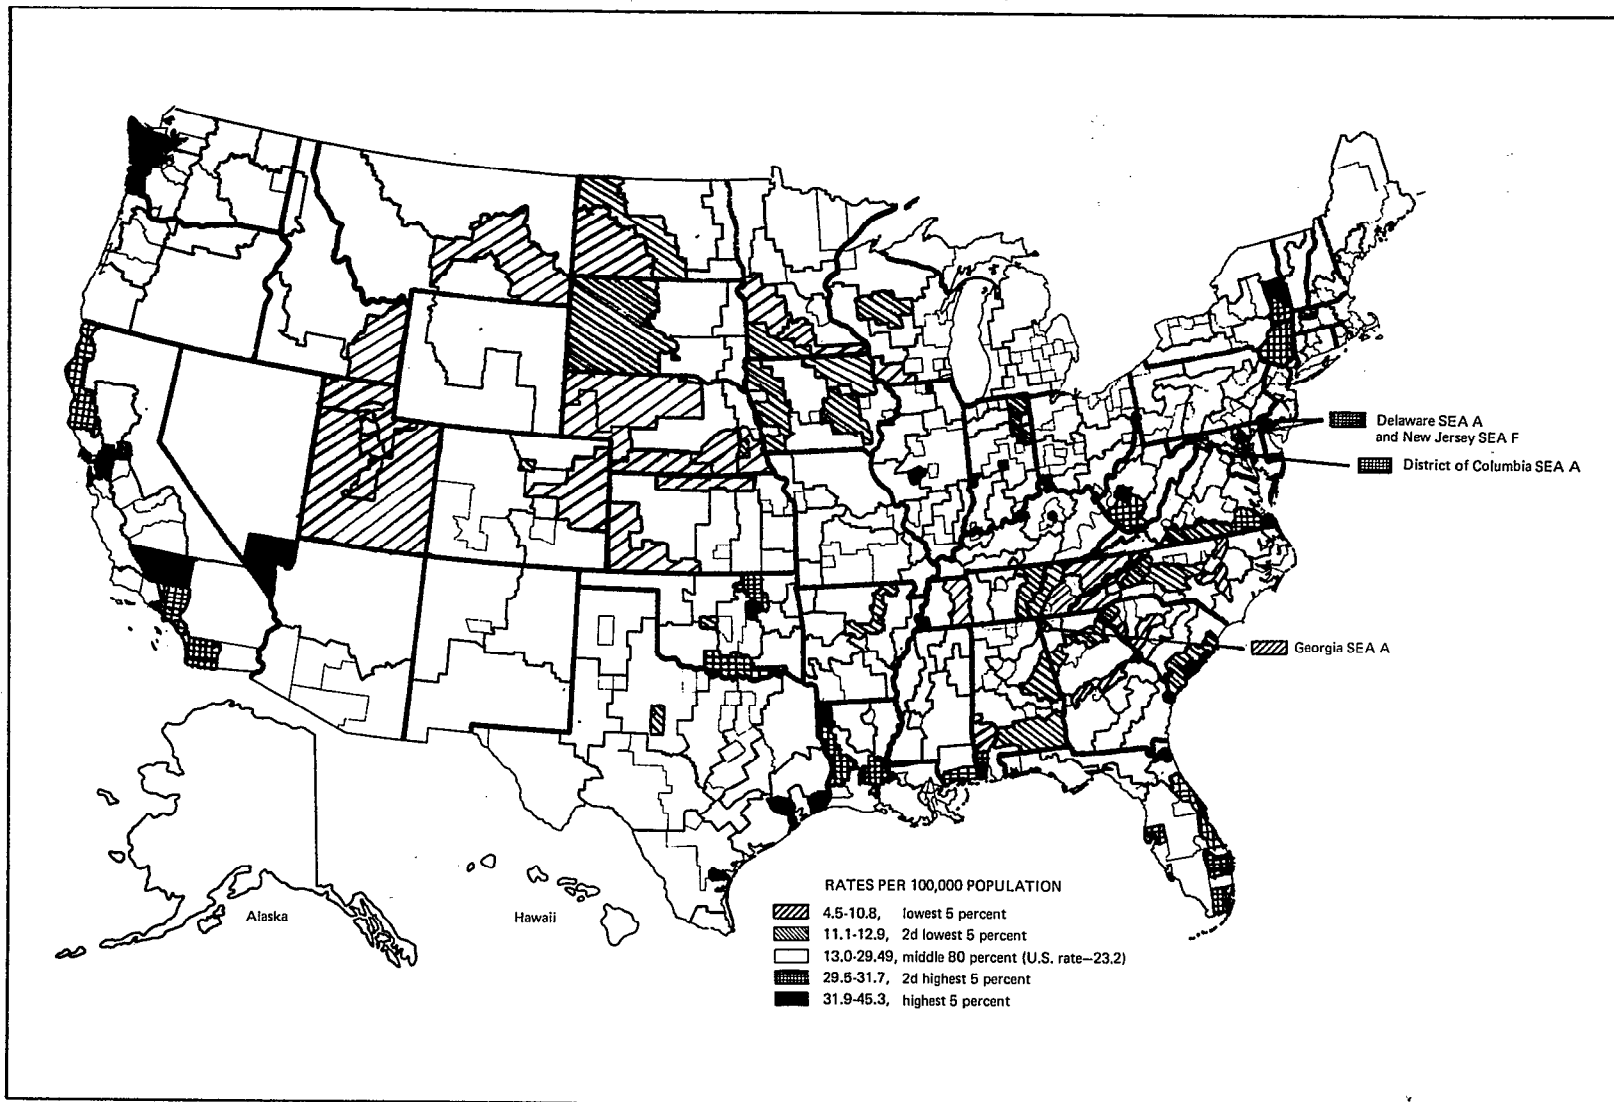 Delaware SEA A
and New Jersey SEA F
District of Columbia SEA A
Georgia SEA A
Alaska
Hawaii
RATES PER 100,000 POPULATION
4.5-10.8, lowest 5 percent
11.1-12.9, 2d lowest 5 percent
13.0-29.49, middle 80 percent (U.S. rate—23.2)
29.5-31.7, 2d highest 5 percent
31.9-45.3, highest 5 percent